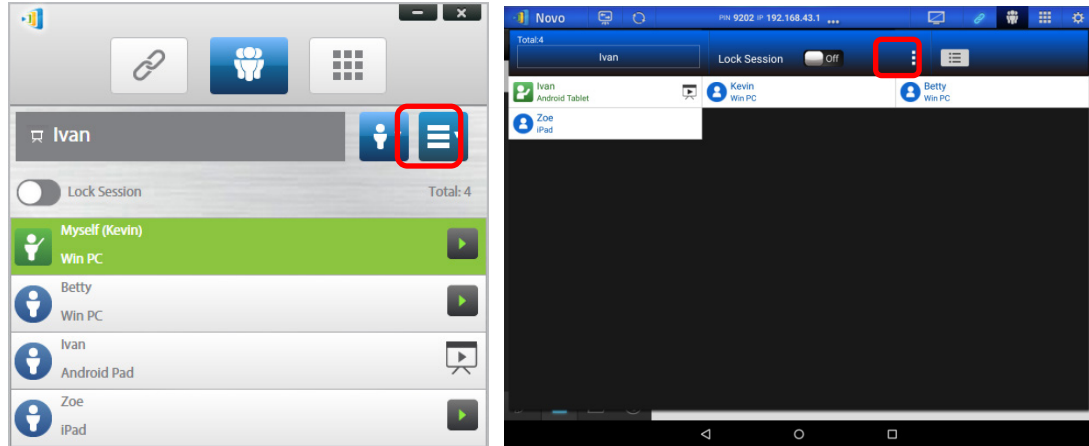 Ivan
Lock Session
Total: 4
Myself (Kevin)
Win PC
Betty
Win PC
Ivan
Android Pad
Zoe
iPad
Novo
PIN 9202 IP 192.168.43.1 ...
Total:4
Ivan
Lock Session
Off
Ivan
Android Tablet
Kevin
Win PC
Betty
Win PC
Zoe
iPad